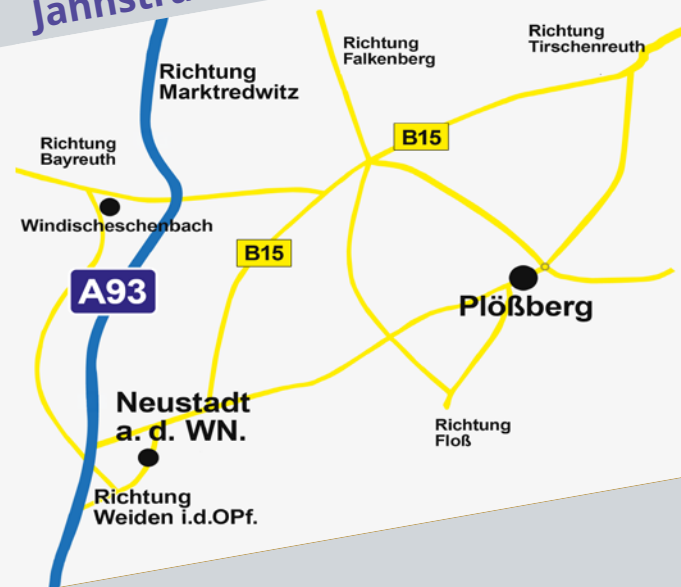 Richtung
Falkenberg
Richtung
Tirschenreuth
Richtung
Marktredwitz
B15
Richtung
Bayreuth
Windischeschenbach
B15
A93
Plößberg
Neustadt
a. d. WN.
Richtung
Floß
Richtung
Weiden i.d.OPf.